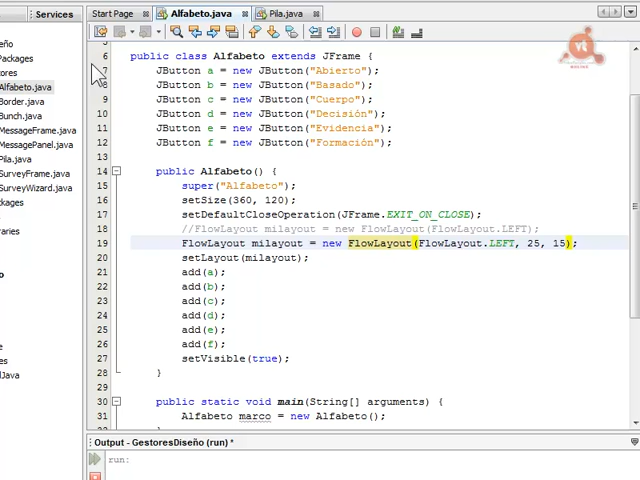 Services
Start Page
Alfabeto.java
Pila.java
eño
Packages
tores
Alfabeto.java
Border.java
Bunch.java
MessageFrame.java
MessagePanel.java
Pila.java
SurveyFrame.java
SurveyWizard.java
ckages
raries
o
es
lJava
6 public class Alfabeto extends JFrame {
7 JButton a = new JButton("Abierto");
8 JButton b = new JButton("Basado");
9 JButton c = new JButton("Cuerpo");
10 JButton d = new JButton("Decisión");
11 JButton e = new JButton("Evidencia");
12 JButton f = new JButton("Formación");
13
14 public Alfabeto() {
15 super("Alfabeto");
16 setSize(360, 120);
17 setDefaultCloseOperation(JFrame.EXIT_ON_CLOSE);
18 //FlowLayout milayout = new FlowLayout(FlowLayout.LEFT);
19 FlowLayout milayout = new FlowLayout(FlowLayout.LEFT, 25, 15);
20 setLayout(milayout);
21 add(a);
22 add(b);
23 add(c);
24 add(d);
25 add(e);
26 add(f);
27 setVisible(true);
28 }
29
30 public static void main(String[] arguments) {
31 Alfabeto marco = new Alfabeto();
Output - GestoresDiseño (run) *
run: